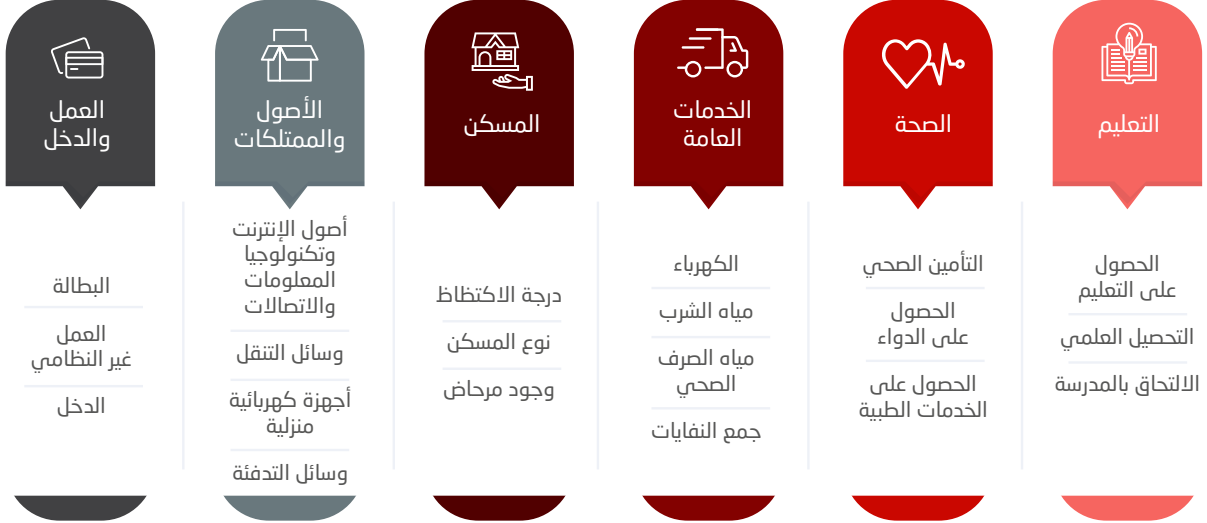 التعليم
الحصول
على التعليم
التحصيل العلمي
الالتحاق بالمدرسة
الصحة
التأمين الصحي
الحصول
على الدواء
الحصول على
الخدمات الطبية
الخدمات
العامة
الكهرباء
مياه الشرب
مياه الصرف
الصحي
جمع النفايات
المسكن
درجة الاكتظاظ
نوع المسكن
وجود مرحاض
الأصول
والممتلكات
أصول الإنترنت
وتكنولوجيا
المعلومات
والاتصالات
وسائل التنقل
أجهزة كهربائية
منزلية
وسائل التدفئة
العمل
والدخل
البطالة
العمل
غير النظامي
الدخل